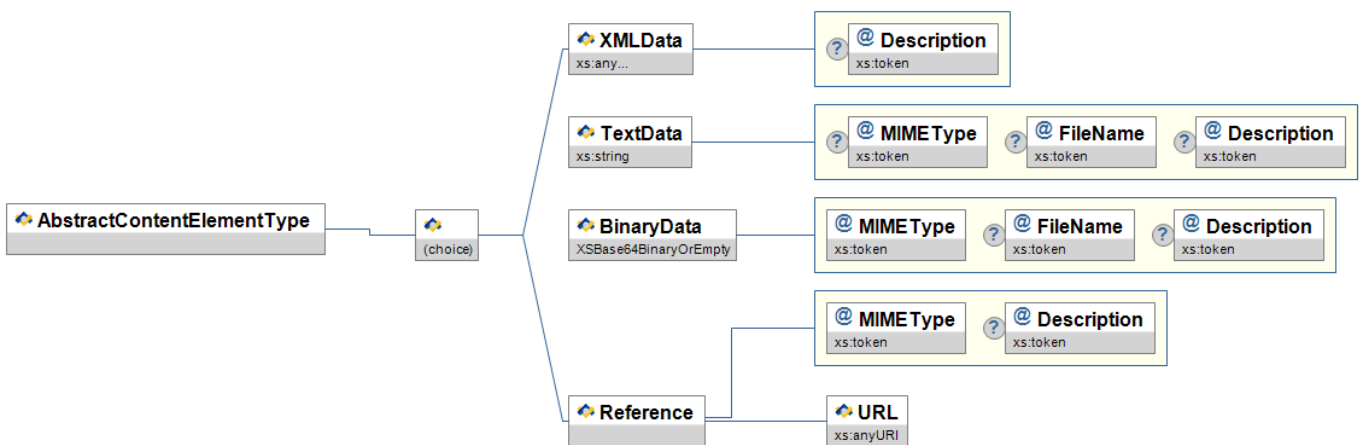 XMLData
xs:any...
? @ Description
xs:token
TextData
xs:string
? @ MIMEType ? @ FileName ? @ Description
xs:token xs:token xs:token
AbstractContentElementType
(choice)
BinaryData
XSBase64BinaryOrEmpty
@ MIMEType ? @ FileName ? @ Description
xs:token xs:token xs:token
@ MIMEType ? @ Description
xs:token xs:token
Reference
URL
xs:anyURI